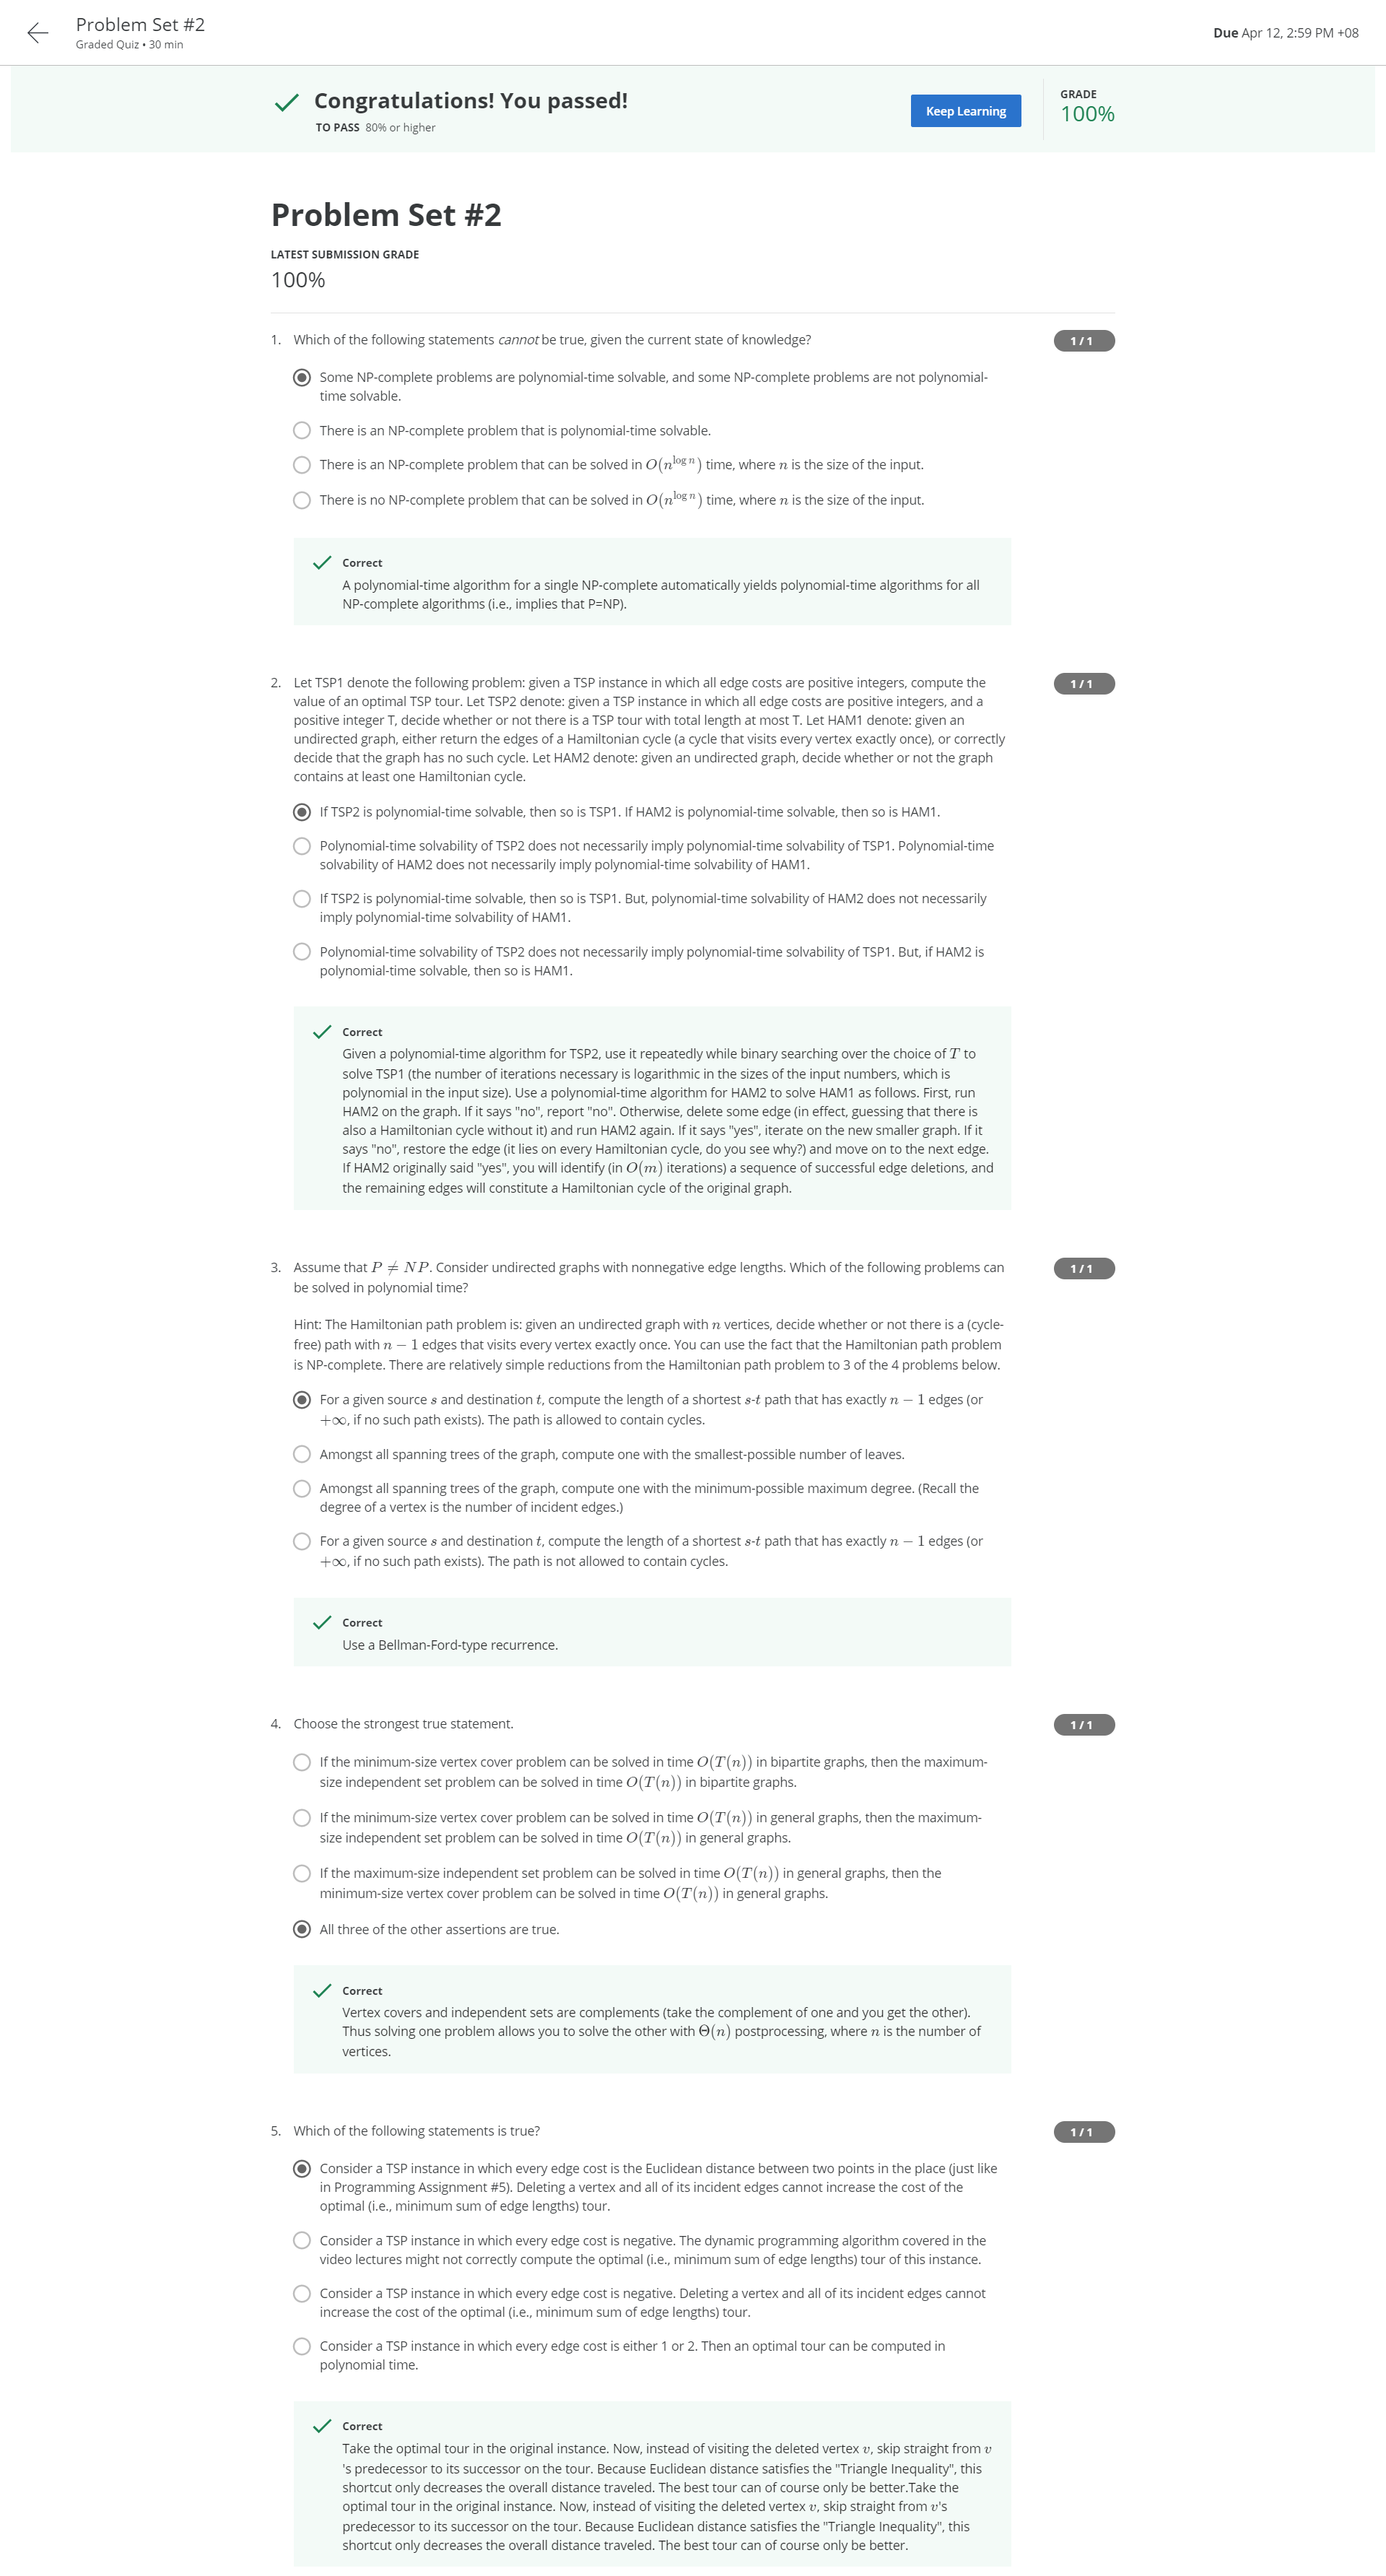 Problem Set #2
Graded Quiz • 30 min
Due Apr 12, 2:59 PM +08
Congratulations! You passed!
TO PASS 80% or higher
Keep Learning
GRADE
100%
Problem Set #2
LATEST SUBMISSION GRADE
100%
1. Which of the following statements cannot be true, given the current state of knowledge?
1 / 1
Some NP-complete problems are polynomial-time solvable, and some NP-complete problems are not polynomial-
time solvable.
There is an NP-complete problem that is polynomial-time solvable.
There is an NP-complete problem that can be solved in O(n^{log n}) time, where n is the size of the input.
There is no NP-complete problem that can be solved in O(n^{log n}) time, where n is the size of the input.
Correct
A polynomial-time algorithm for a single NP-complete automatically yields polynomial-time algorithms for all
NP-complete algorithms (i.e., implies that P=NP).
2. Let TSP1 denote the following problem: given a TSP instance in which all edge costs are positive integers, compute the
1 / 1
value of an optimal TSP tour. Let TSP2 denote: given a TSP instance in which all edge costs are positive integers, and a
positive integer T, decide whether or not there is a TSP tour with total length at most T. Let HAM1 denote: given an
undirected graph, either return the edges of a Hamiltonian cycle (a cycle that visits every vertex exactly once), or correctly
decide that the graph has no such cycle. Let HAM2 denote: given an undirected graph, decide whether or not the graph
contains at least one Hamiltonian cycle.
If TSP2 is polynomial-time solvable, then so is TSP1. If HAM2 is polynomial-time solvable, then so is HAM1.
Polynomial-time solvability of TSP2 does not necessarily imply polynomial-time solvability of TSP1. Polynomial-time
solvability of HAM2 does not necessarily imply polynomial-time solvability of HAM1.
If TSP2 is polynomial-time solvable, then so is TSP1. But, polynomial-time solvability of HAM2 does not necessarily
imply polynomial-time solvability of HAM1.
Polynomial-time solvability of TSP2 does not necessarily imply polynomial-time solvability of TSP1. But, if HAM2 is
polynomial-time solvable, then so is HAM1.
Correct
Given a polynomial-time algorithm for TSP2, use it repeatedly while binary searching over the choice of T to
solve TSP1 (the number of iterations necessary is logarithmic in the sizes of the input numbers, which is
polynomial in the input size). Use a polynomial-time algorithm for HAM2 to solve HAM1 as follows. First, run
HAM2 on the graph. If it says "no", report "no". Otherwise, delete some edge (in effect, guessing that there is
also a Hamiltonian cycle without it) and run HAM2 again. If it says "yes", iterate on the new smaller graph. If it
says "no", restore the edge (it lies on every Hamiltonian cycle, do you see why?) and move on to the next edge.
If HAM2 originally said "yes", you will identify (in O(m) iterations) a sequence of successful edge deletions, and
the remaining edges will constitute a Hamiltonian cycle of the original graph.
3. Assume that P ≠ NP. Consider undirected graphs with nonnegative edge lengths. Which of the following problems can
1 / 1
be solved in polynomial time?
Hint: The Hamiltonian path problem is: given an undirected graph with n vertices, decide whether or not there is a (cycle-
free) path with n − 1 edges that visits every vertex exactly once. You can use the fact that the Hamiltonian path problem
is NP-complete. There are relatively simple reductions from the Hamiltonian path problem to 3 of the 4 problems below.
For a given source s and destination t, compute the length of a shortest s-t path that has exactly n − 1 edges (or
+∞, if no such path exists). The path is allowed to contain cycles.
Amongst all spanning trees of the graph, compute one with the smallest-possible number of leaves.
Amongst all spanning trees of the graph, compute one with the minimum-possible maximum degree. (Recall the
degree of a vertex is the number of incident edges.)
For a given source s and destination t, compute the length of a shortest s-t path that has exactly n − 1 edges (or
+∞, if no such path exists). The path is not allowed to contain cycles.
Correct
Use a Bellman-Ford-type recurrence.
4. Choose the strongest true statement.
1 / 1
If the minimum-size vertex cover problem can be solved in time O(T(n)) in bipartite graphs, then the maximum-
size independent set problem can be solved in time O(T(n)) in bipartite graphs.
If the minimum-size vertex cover problem can be solved in time O(T(n)) in general graphs, then the maximum-
size independent set problem can be solved in time O(T(n)) in general graphs.
If the maximum-size independent set problem can be solved in time O(T(n)) in general graphs, then the
minimum-size vertex cover problem can be solved in time O(T(n)) in general graphs.
All three of the other assertions are true.
Correct
Vertex covers and independent sets are complements (take the complement of one and you get the other).
Thus solving one problem allows you to solve the other with Θ(n) postprocessing, where n is the number of
vertices.
5. Which of the following statements is true?
1 / 1
Consider a TSP instance in which every edge cost is the Euclidean distance between two points in the place (just like
in Programming Assignment #5). Deleting a vertex and all of its incident edges cannot increase the cost of the
optimal (i.e., minimum sum of edge lengths) tour.
Consider a TSP instance in which every edge cost is negative. The dynamic programming algorithm covered in the
video lectures might not correctly compute the optimal (i.e., minimum sum of edge lengths) tour of this instance.
Consider a TSP instance in which every edge cost is negative. Deleting a vertex and all of its incident edges cannot
increase the cost of the optimal (i.e., minimum sum of edge lengths) tour.
Consider a TSP instance in which every edge cost is either 1 or 2. Then an optimal tour can be computed in
polynomial time.
Correct
Take the optimal tour in the original instance. Now, instead of visiting the deleted vertex v, skip straight from v
's predecessor to its successor on the tour. Because Euclidean distance satisfies the "Triangle Inequality", this
shortcut only decreases the overall distance traveled. The best tour can of course only be better.Take the
optimal tour in the original instance. Now, instead of visiting the deleted vertex v, skip straight from v's
predecessor to its successor on the tour. Because Euclidean distance satisfies the "Triangle Inequality", this
shortcut only decreases the overall distance traveled. The best tour can of course only be better.